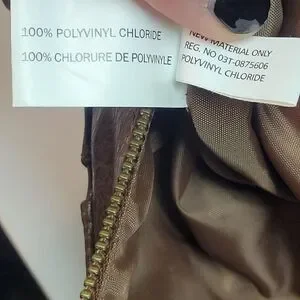 100% POLYVINYL CHLORIDE
100% CHLORURE DE POLYVINYLE
NEW MATERIAL ONLY
REG. NO 03T-0875606
POLYVINYL CHLORIDE